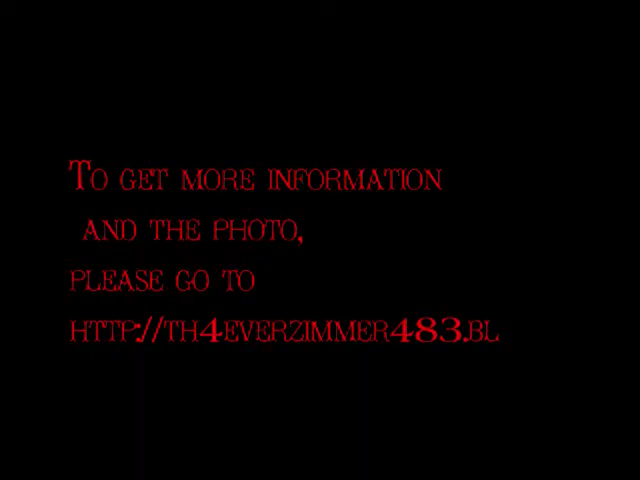 To get more information
and the photo,
please go to
http://th4everzimmer483.bl